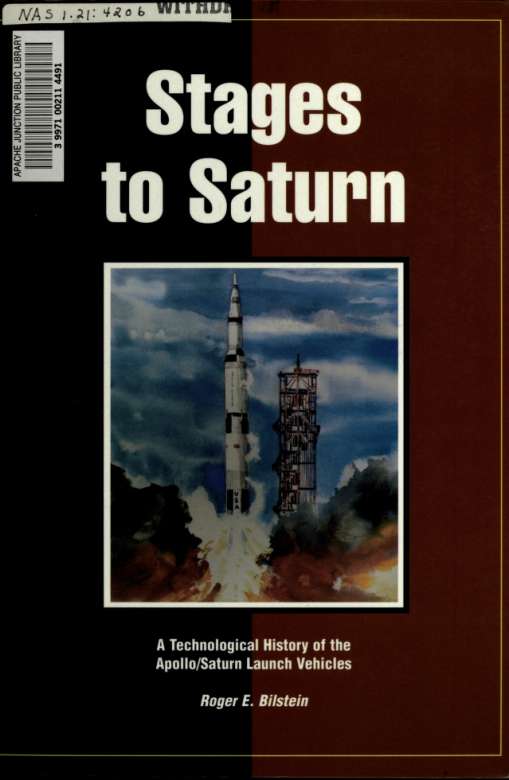 NAS 1.21: 4206
APACHE JUNCTION PUBLIC LIBRARY
3 9971 00211 4491
Stages
to Saturn
USA
A Technological History of the
Apollo/Saturn Launch Vehicles
Roger E. Bilstein